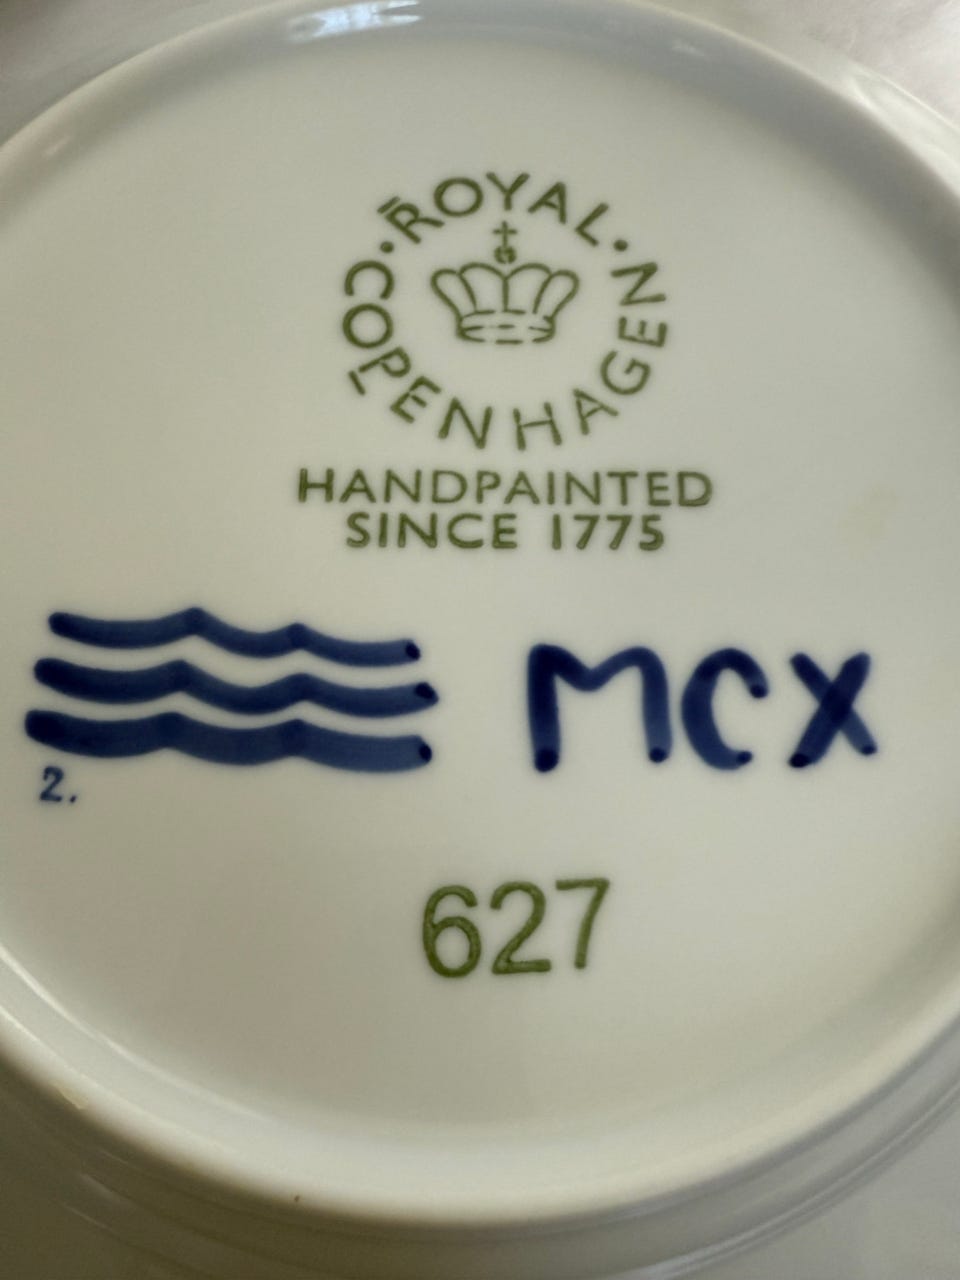 ROYAL · COPENHAGEN ·
HANDPAINTED
SINCE 1775
MCX
2.
627